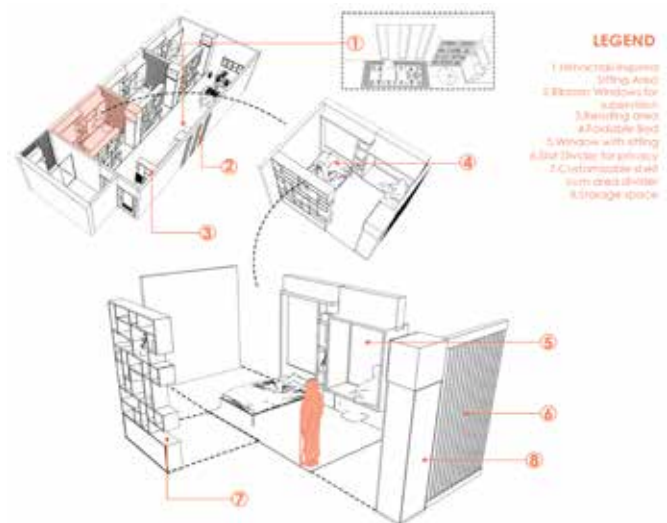 LEGEND
Sitting Area
2.Ribbon Windows for
supervision
3.Reading area
4.Foldable Bed
5.Window with sitting
6.Slat Divider for privacy
7.Customizable shelf
cum area divider
8.Storage space
1
2
3
4
5
6
7
8